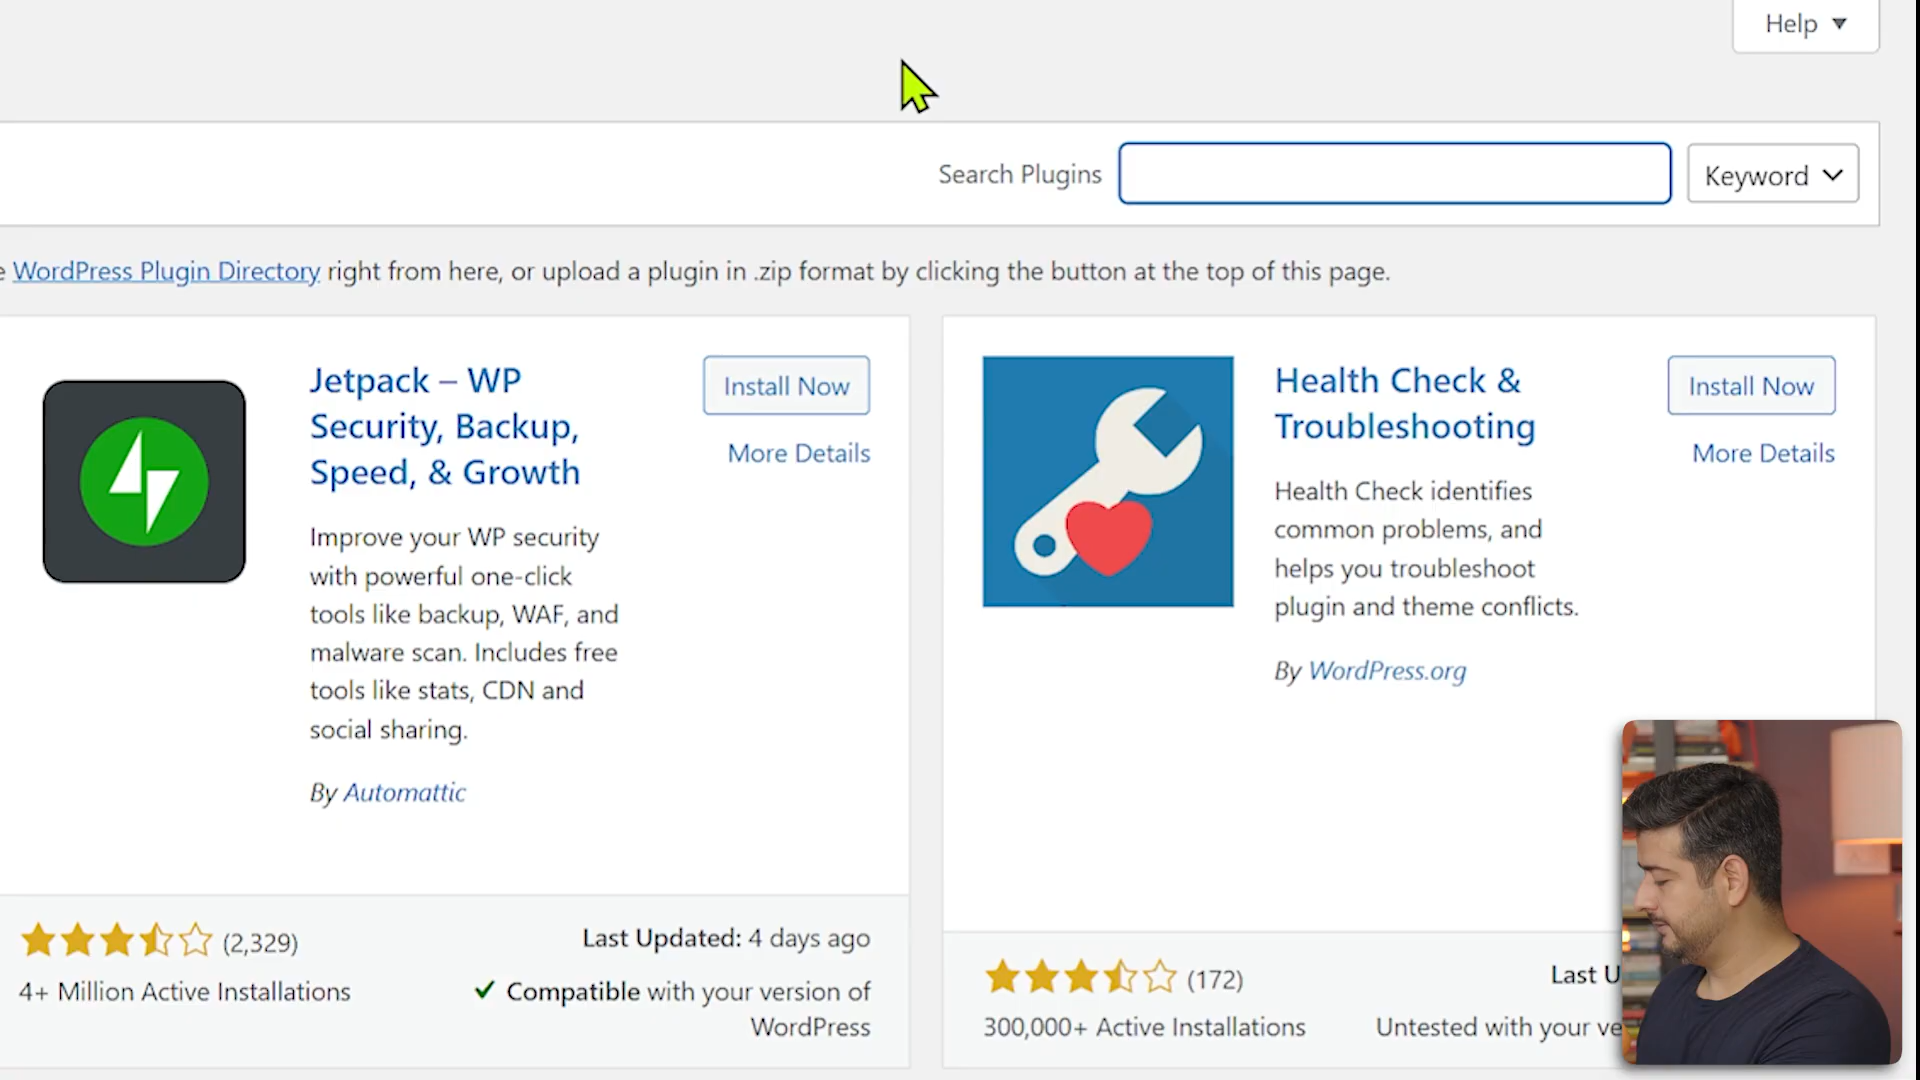 Help
Search Plugins
Keyword
WordPress Plugin Directory right from here, or upload a plugin in .zip format by clicking the button at the top of this page.
Jetpack – WP
Security, Backup,
Speed, & Growth
Install Now
More Details
Improve your WP security
with powerful one-click
tools like backup, WAF, and
malware scan. Includes free
tools like stats, CDN and
social sharing.
By Automattic
(2,329)
Last Updated: 4 days ago
4+ Million Active Installations
Compatible with your version of
WordPress
Health Check &
Troubleshooting
Install Now
More Details
Health Check identifies
common problems, and
helps you troubleshoot
plugin and theme conflicts.
By WordPress.org
(172)
Last
300,000+ Active Installations
Untested with your